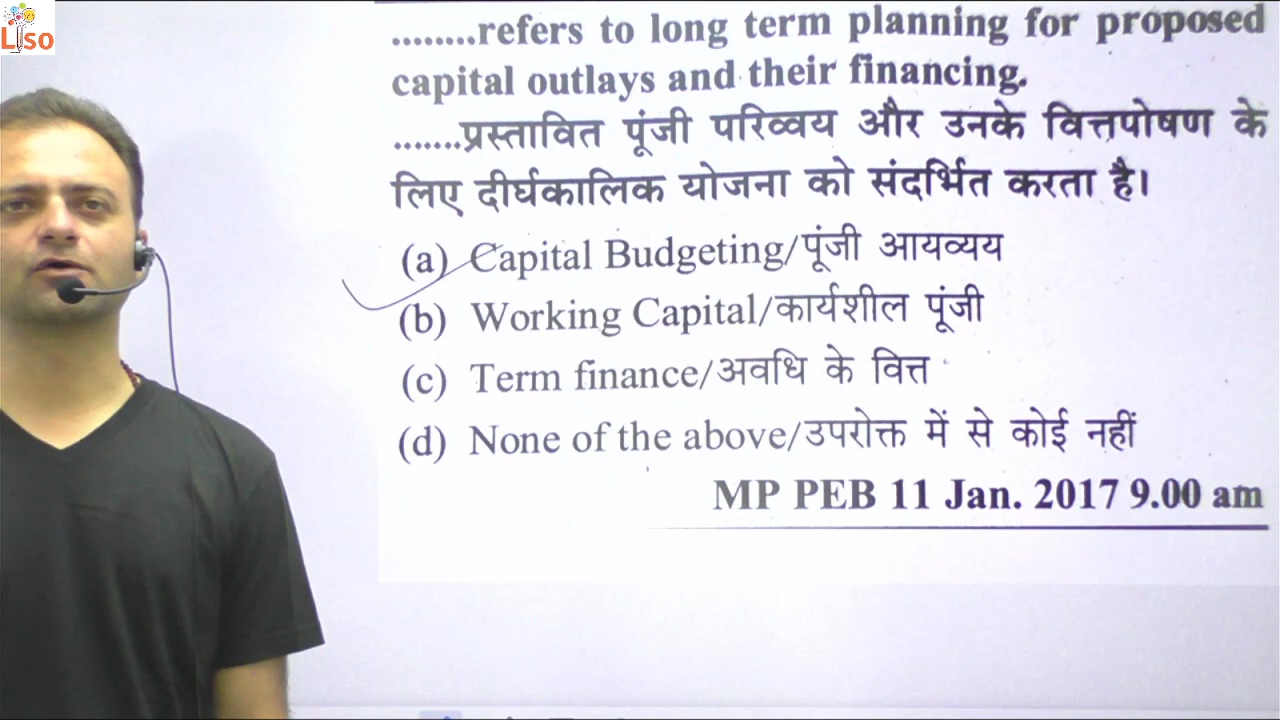 Liso
........refers to long term planning for proposed
capital outlays and their financing.
.......प्रस्तावित पूंजी परिव्वय और उनके वित्तपोषण के
लिए दीर्घकालिक योजना को संदर्भित करता है।
(a) Capital Budgeting/पूंजी आयव्यय
(b) Working Capital/कार्यशील पूंजी
(c) Term finance/अवधि के वित्त
(d) None of the above/उपरोक्त में से कोई नहीं
MP PEB 11 Jan. 2017 9.00 am